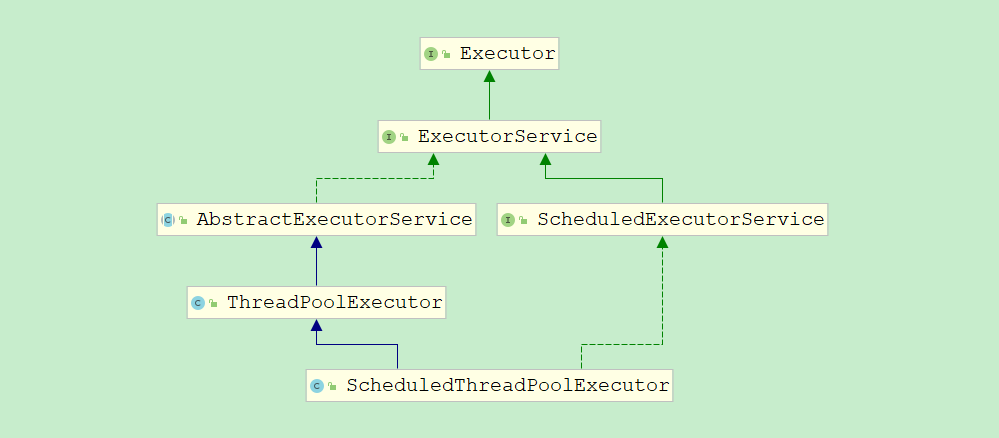 I Executor
I ExecutorService
C AbstractExecutorService
I ScheduledExecutorService
C ThreadPoolExecutor
C ScheduledThreadPoolExecutor